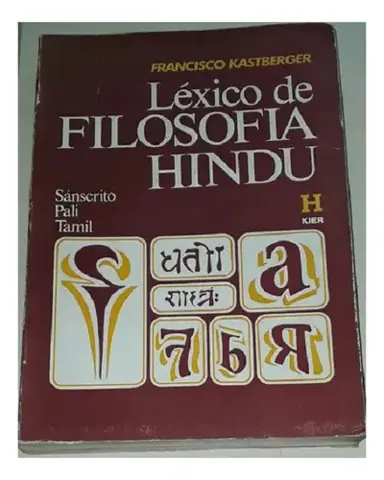 FRANCISCO KASTBERGER
Léxico de
FILOSOFIA
HINDU
Sánscrito
Pali
Tamil
H
KIER
a